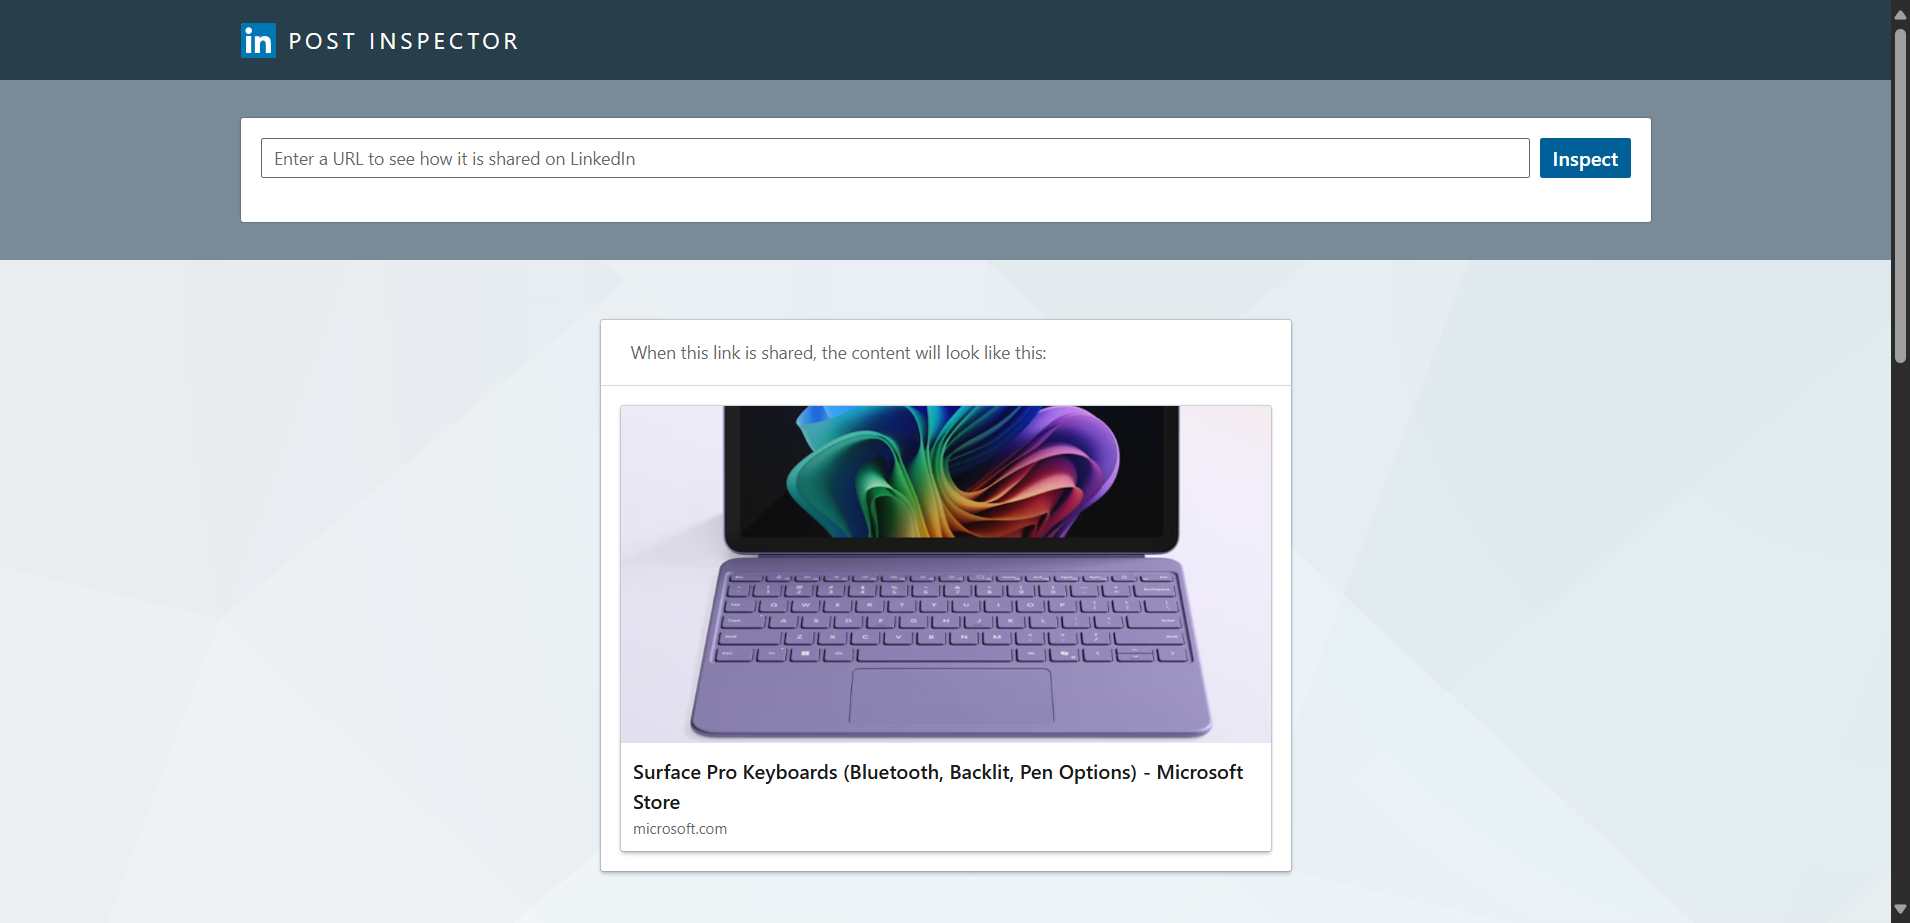 in POST INSPECTOR
Enter a URL to see how it is shared on LinkedIn
Inspect
When this link is shared, the content will look like this:
Surface Pro Keyboards (Bluetooth, Backlit, Pen Options) - Microsoft
Store
microsoft.com